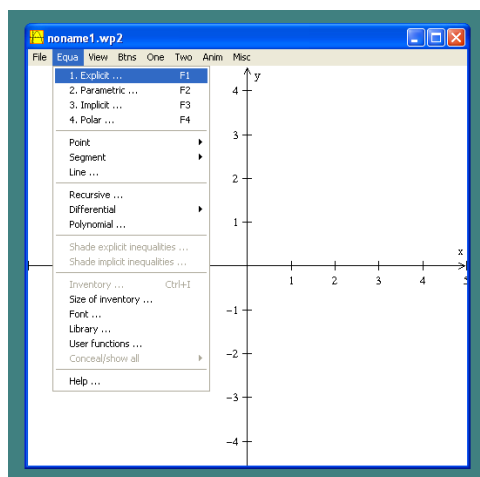 noname1.wp2
File Equa View Btns One Two Anim Misc
1. Explicit ... F1
2. Parametric ... F2
3. Implicit ... F3
4. Polar ... F4
Point
Segment
Line ...
Recursive ...
Differential
Polynomial ...
Shade explicit inequalities ...
Shade implicit inequalities ...
Inventory ... Ctrl+I
Size of inventory ...
Font ...
Library ...
User functions ...
Conceal/show all
Help ...
y
4
3
2
1
x
1 2 3 4 5
-1
-2
-3
-4